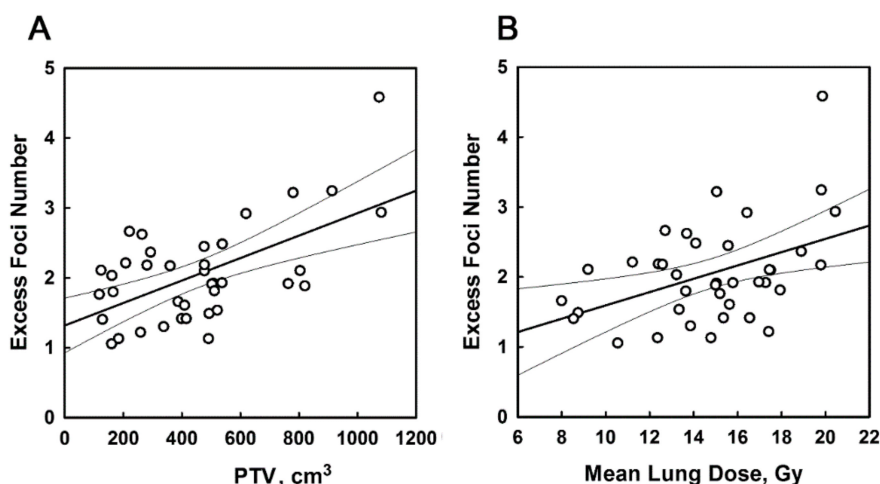 A
B
Excess Foci Number
5
4
3
2
1
0
0 200 400 600 800 1000 1200
PTV, cm³
Excess Foci Number
5
4
3
2
1
0
6 8 10 12 14 16 18 20 22
Mean Lung Dose, Gy